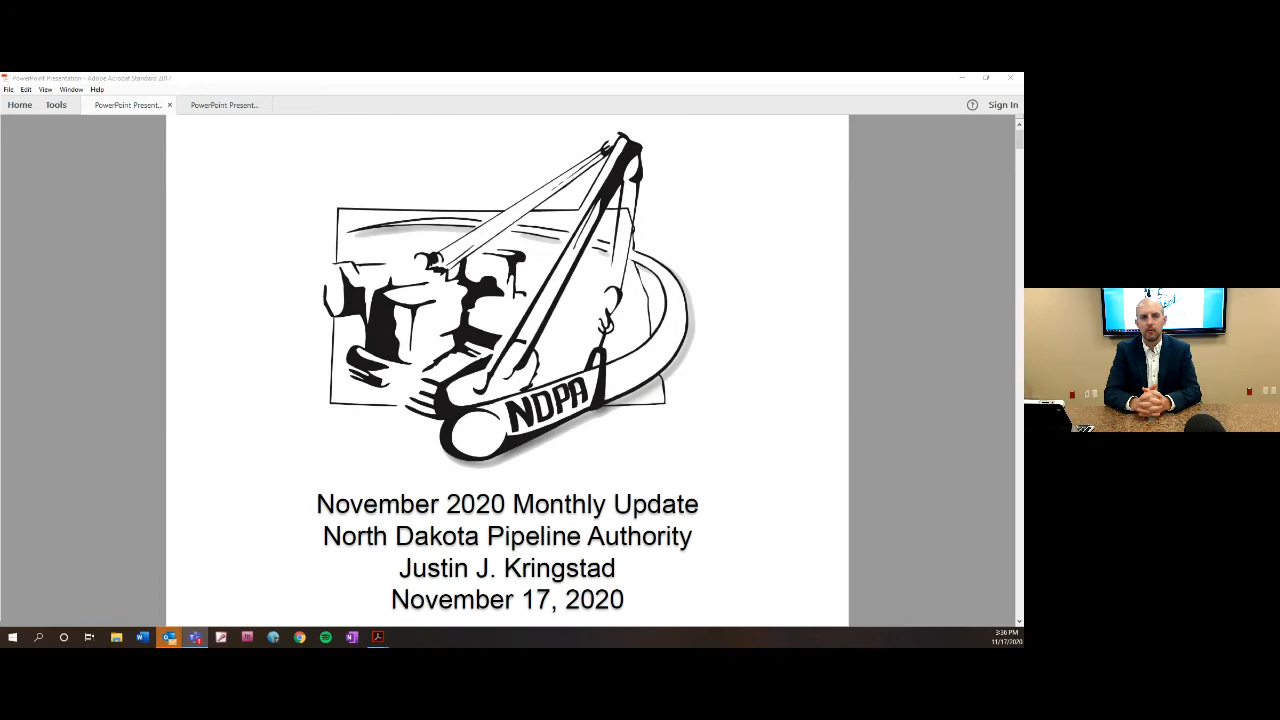 PowerPoint Presentation - Adobe Acrobat Standard 2017
File Edit View Window Help
Home Tools PowerPoint Present... × PowerPoint Present... ? Sign In
NDPA
November 2020 Monthly Update
North Dakota Pipeline Authority
Justin J. Kringstad
November 17, 2020
3:36 PM
11/17/2020